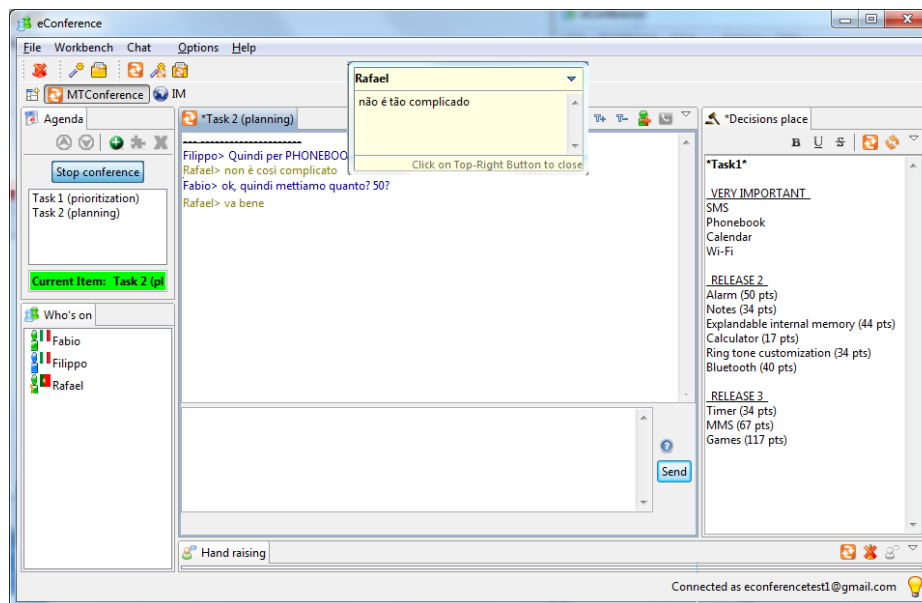 eConference
File Workbench Chat Options Help
MTConference IM
Agenda
Stop conference
Task 1 (prioritization)
Task 2 (planning)
Current Item: Task 2 (pl
Who's on
Fabio
Filippo
Rafael
*Task 2 (planning)
T+ T-
Filippo> Quindi per PHONEBOO
Rafael> non è così complicato
Fabio> ok, quindi mettiamo quanto? 50?
Rafael> va bene
Rafael
não é tão complicado
Click on Top-Right Button to close
Send
Hand raising
*Decisions place
B U S
*Task1*
VERY IMPORTANT
SMS
Phonebook
Calendar
Wi-Fi
RELEASE 2
Alarm (50 pts)
Notes (34 pts)
Explandable internal memory (44 pts)
Calculator (17 pts)
Ring tone customization (34 pts)
Bluetooth (40 pts)
RELEASE 3
Timer (34 pts)
MMS (67 pts)
Games (117 pts)
Connected as econferencetest1@gmail.com